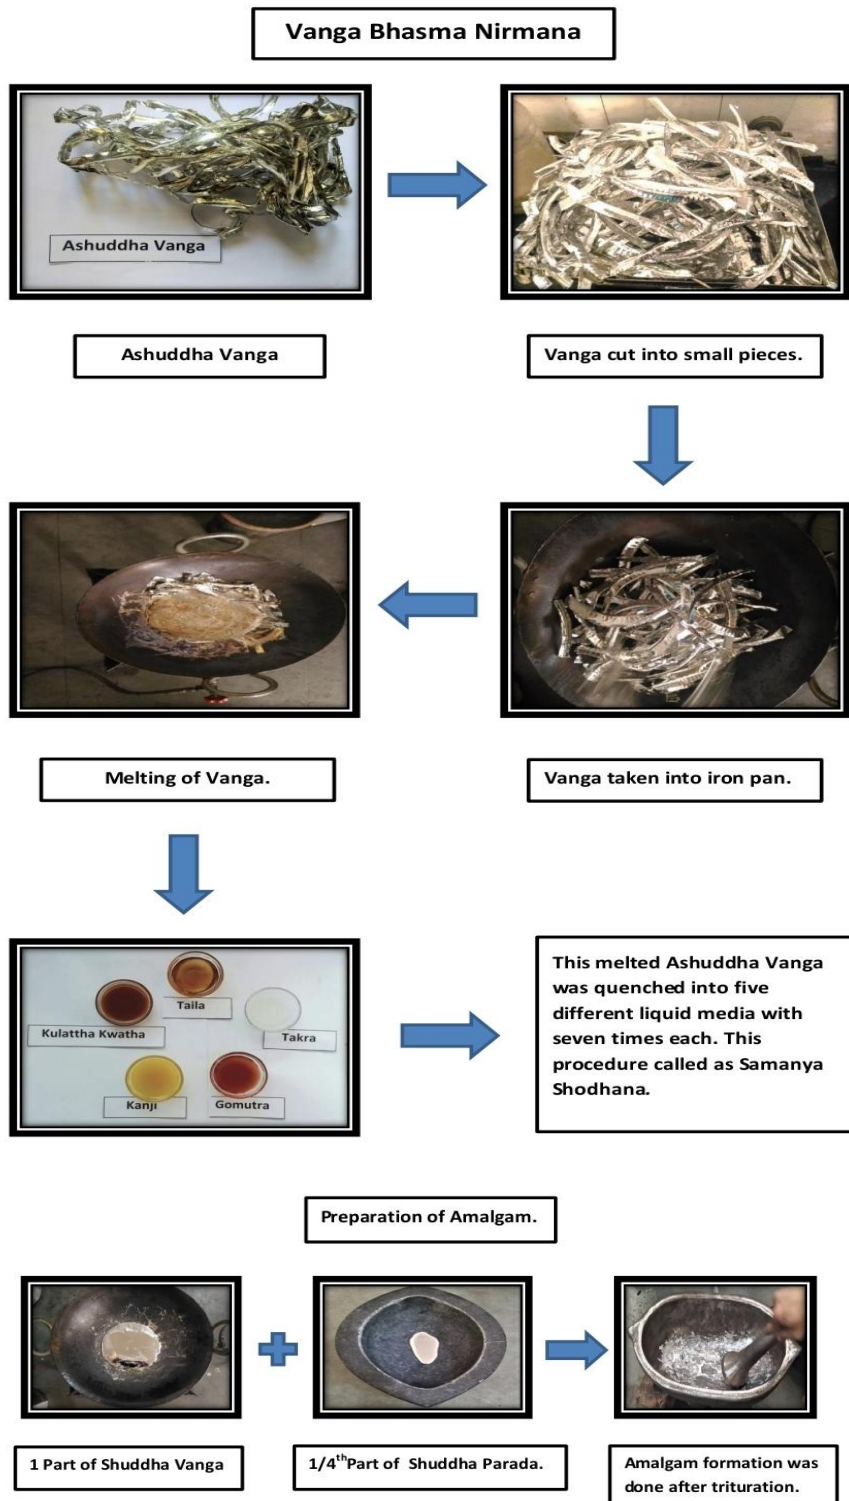 Vanga Bhasma Nirmana
Ashuddha Vanga
Ashuddha Vanga
Vanga cut into small pieces.
Melting of Vanga.
Vanga taken into iron pan.
Taila
Kulattha Kwatha
Takra
Kanji
Gomutra
This melted Ashuddha Vanga
was quenched into five
different liquid media with
seven times each. This
procedure called as Samanya
Shodhana.
Preparation of Amalgam.
1 Part of Shuddha Vanga
1/4thPart of Shuddha Parada.
Amalgam formation was
done after trituration.